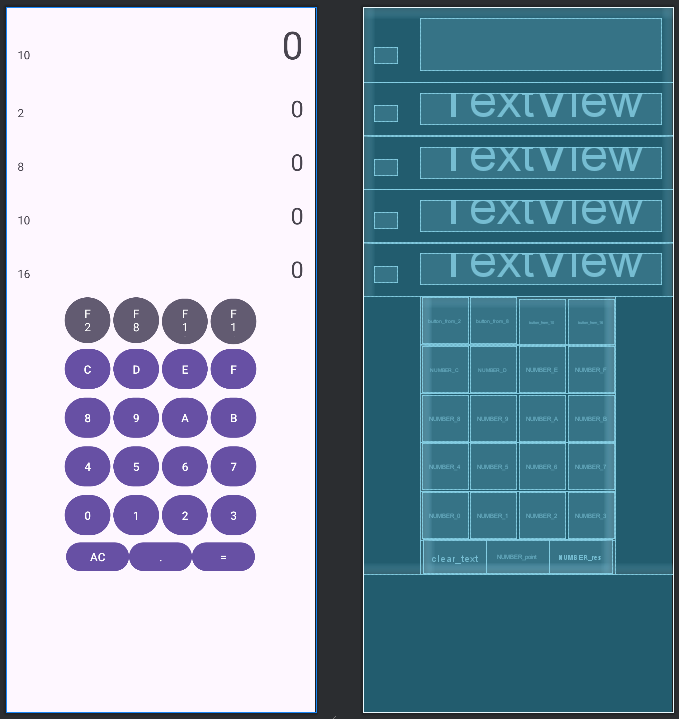 10 0
2 0
8 0
10 0
16 0
F 2 F 8 F 1 F 1
C D E F
8 9 A B
4 5 6 7
0 1 2 3
AC . =
TextView
TextView
TextView
TextView
button_from_2 button_from_8
NUMBER_C NUMBER_D NUMBER_E NUMBER_F
NUMBER_8 NUMBER_9 NUMBER_A NUMBER_B
NUMBER_4 NUMBER_5 NUMBER_6 NUMBER_7
NUMBER_0 NUMBER_1 NUMBER_2 NUMBER_3
clear_text NUMBER_point NUMBER_res